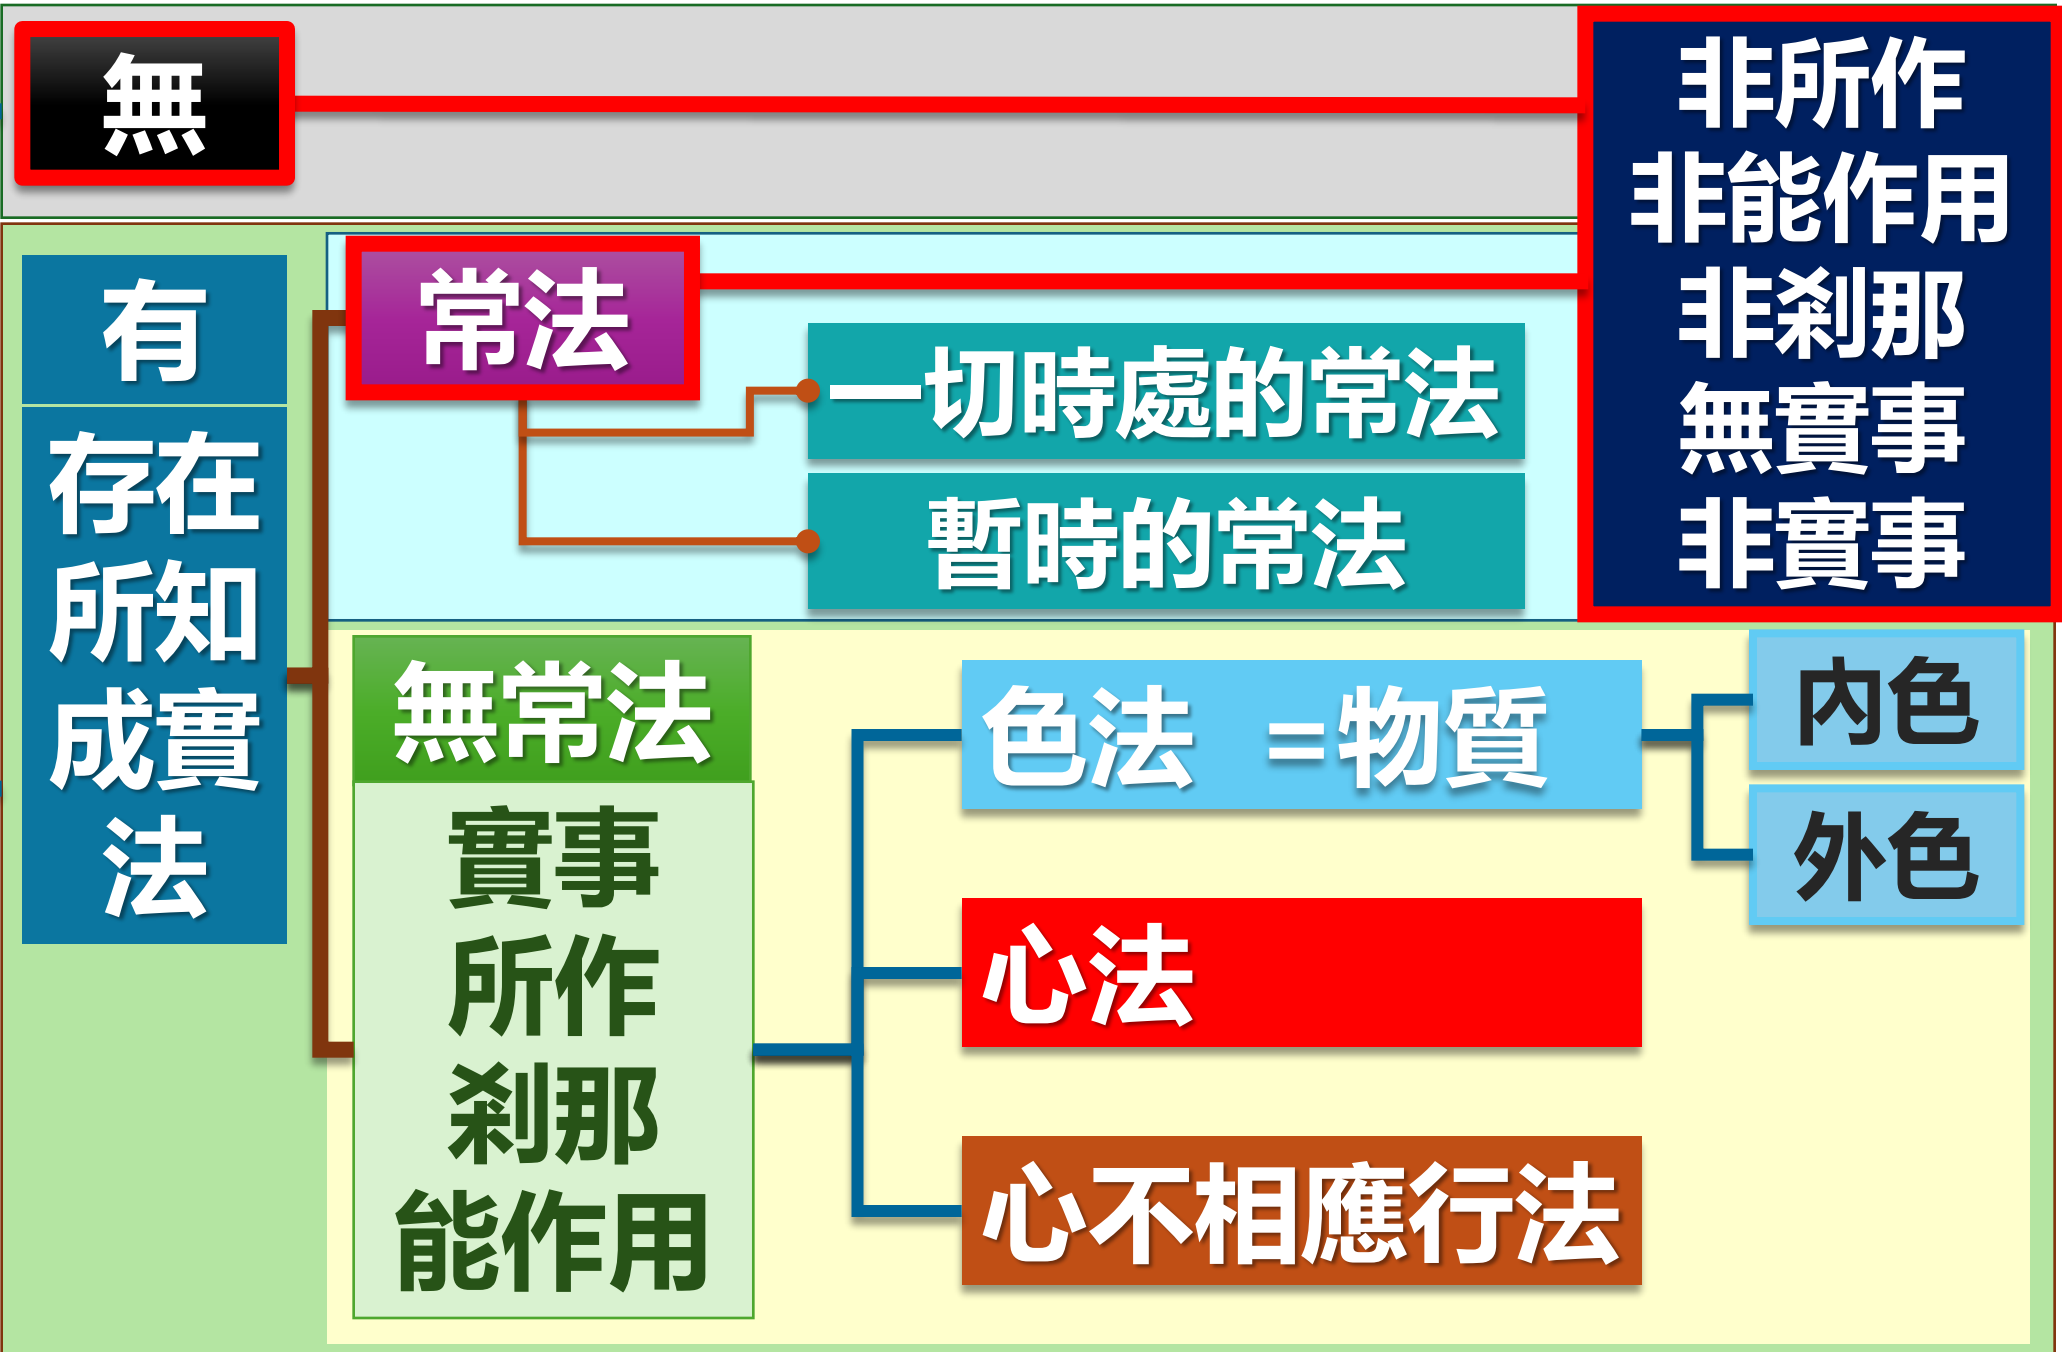 無
非所作
非能作用
非剎那
無實事
非實事
有
存在
所知
成實
法
常法
一切時處的常法
暫時的常法
無常法
實事
所作
剎那
能作用
色法 =物質
內色
外色
心法
心不相應行法